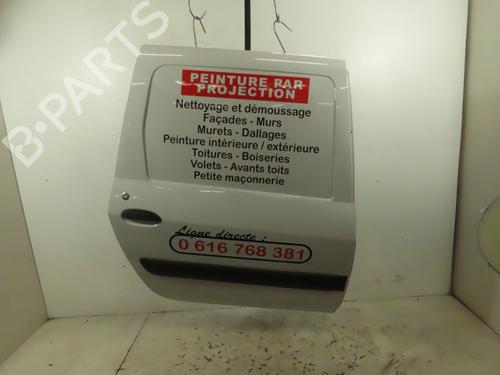 B-PARTS
PEINTURE PAR
PROJECTION
Nettoyage et démoussage
Façades - Murs
Murets - Dallages
Peinture intérieure / extérieure
Toitures - Boiseries
Volets - Avants toits
Petite maçonnerie
Ligne directe :
0 616 768 381